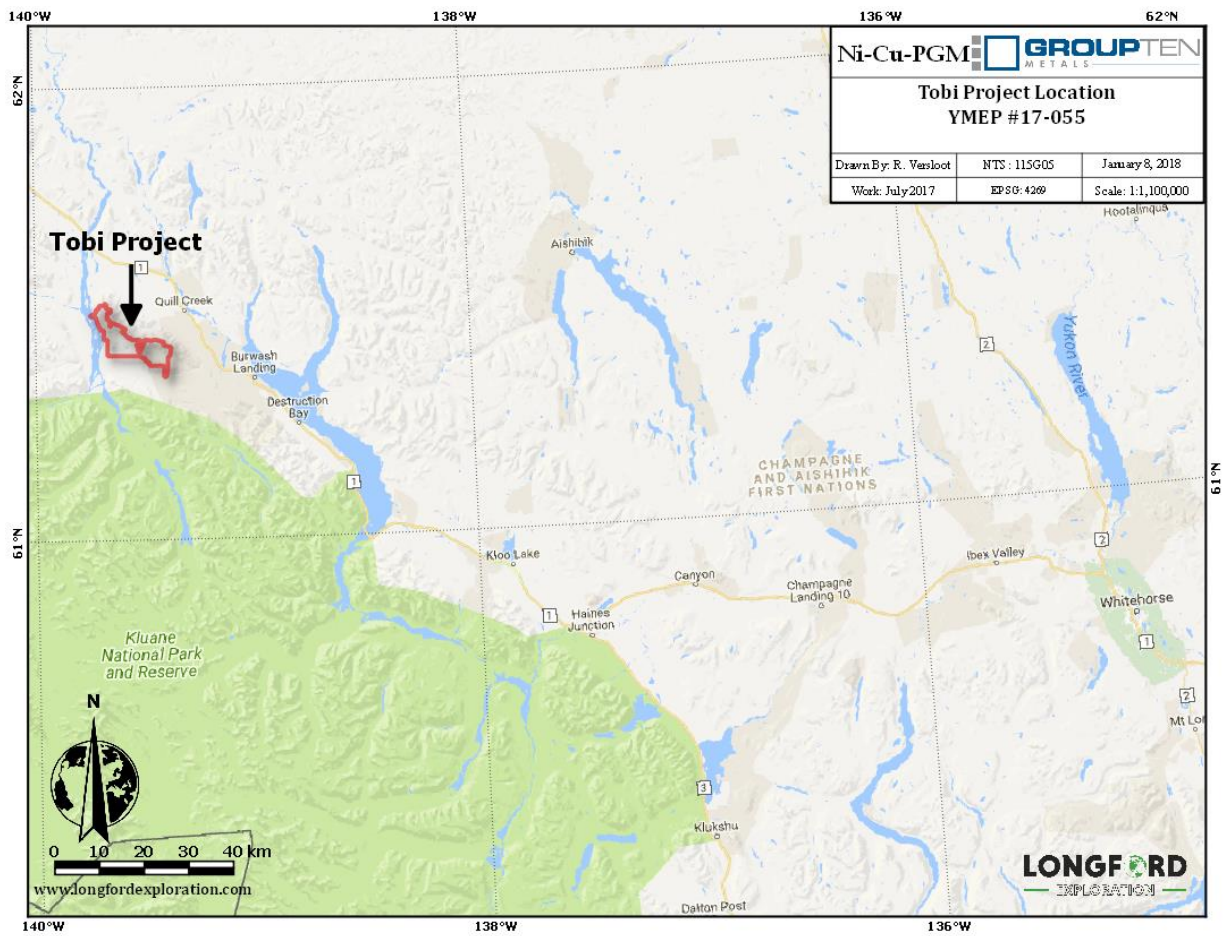 140°W
138°W
136°W
62°N
Ni-Cu-PGM
GROUPTEN
METALS
Tobi Project Location
YMEP #17-055
Drawn By: R. Versloot
NTS : 115G05
January 8, 2018
Work: July 2017
EPSG: 4269
Scale: 1:1,100,000
62°N
Hootalinqua
Tobi Project
1
Quill Creek
Aishihik
Burwash
Landing
Destruction
Bay
2
Yukon River
CHAMPAGNE
AND AISHIHIK
FIRST NATIONS
1
61°N
61°N
Kloo Lake
Ibex Valley
2
Canyon
Champagne
Landing 10
1
Haines
Junction
Whitehorse
1
Kluane
National Park
and Reserve
2
Mt Lor
N
3
Klukshu
0 10 20 30 40 km
www.longfordexploration.com
LONGFORD
EXPLORATION
Dalton Post
140°W
138°W
136°W